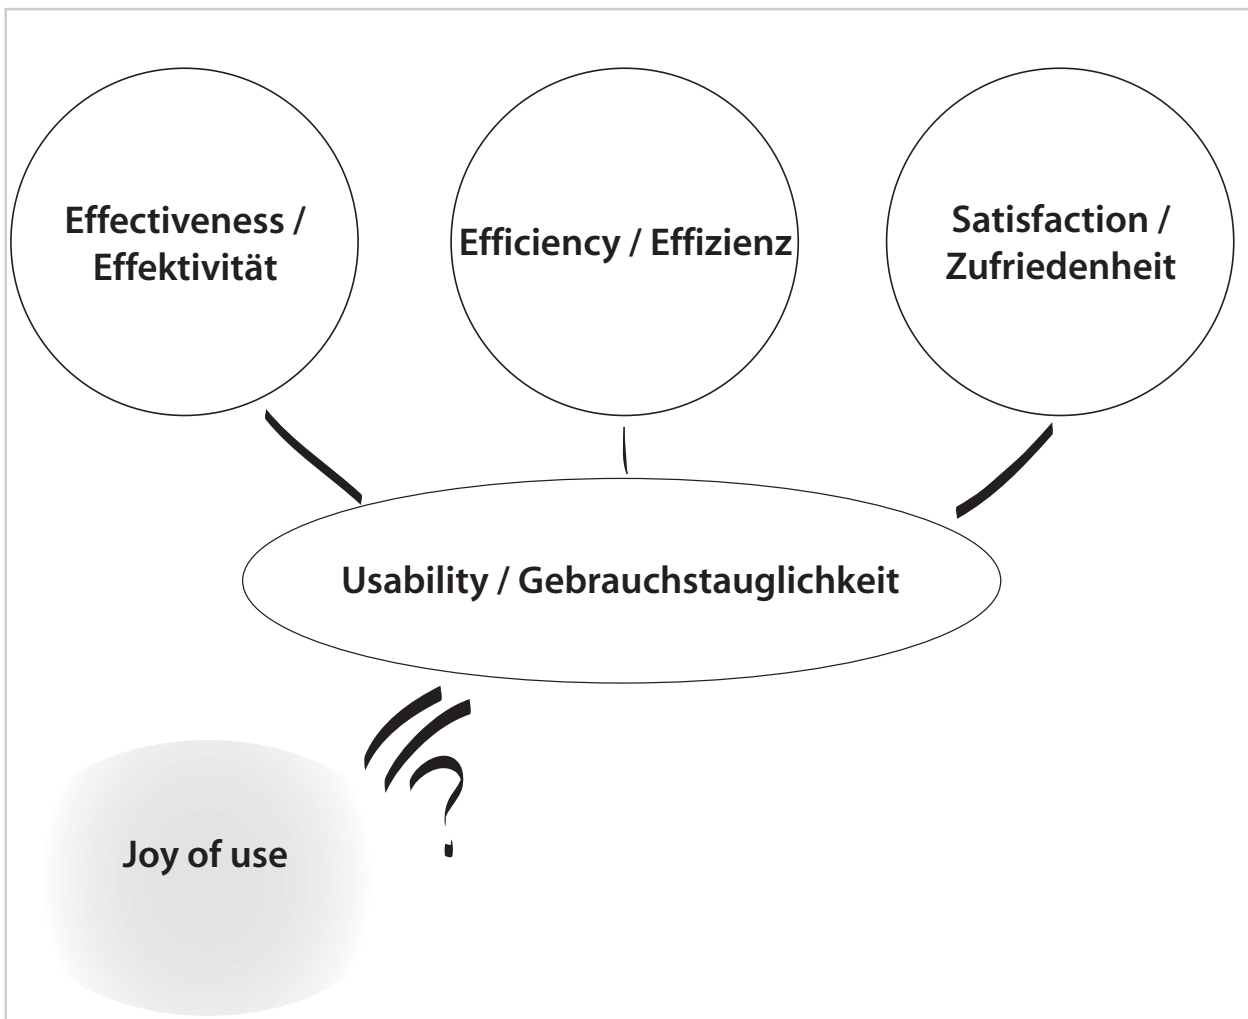 Effectiveness /
Effektivität
Efficiency / Effizienz
Satisfaction /
Zufriedenheit
Usability / Gebrauchstauglichkeit
?
Joy of use